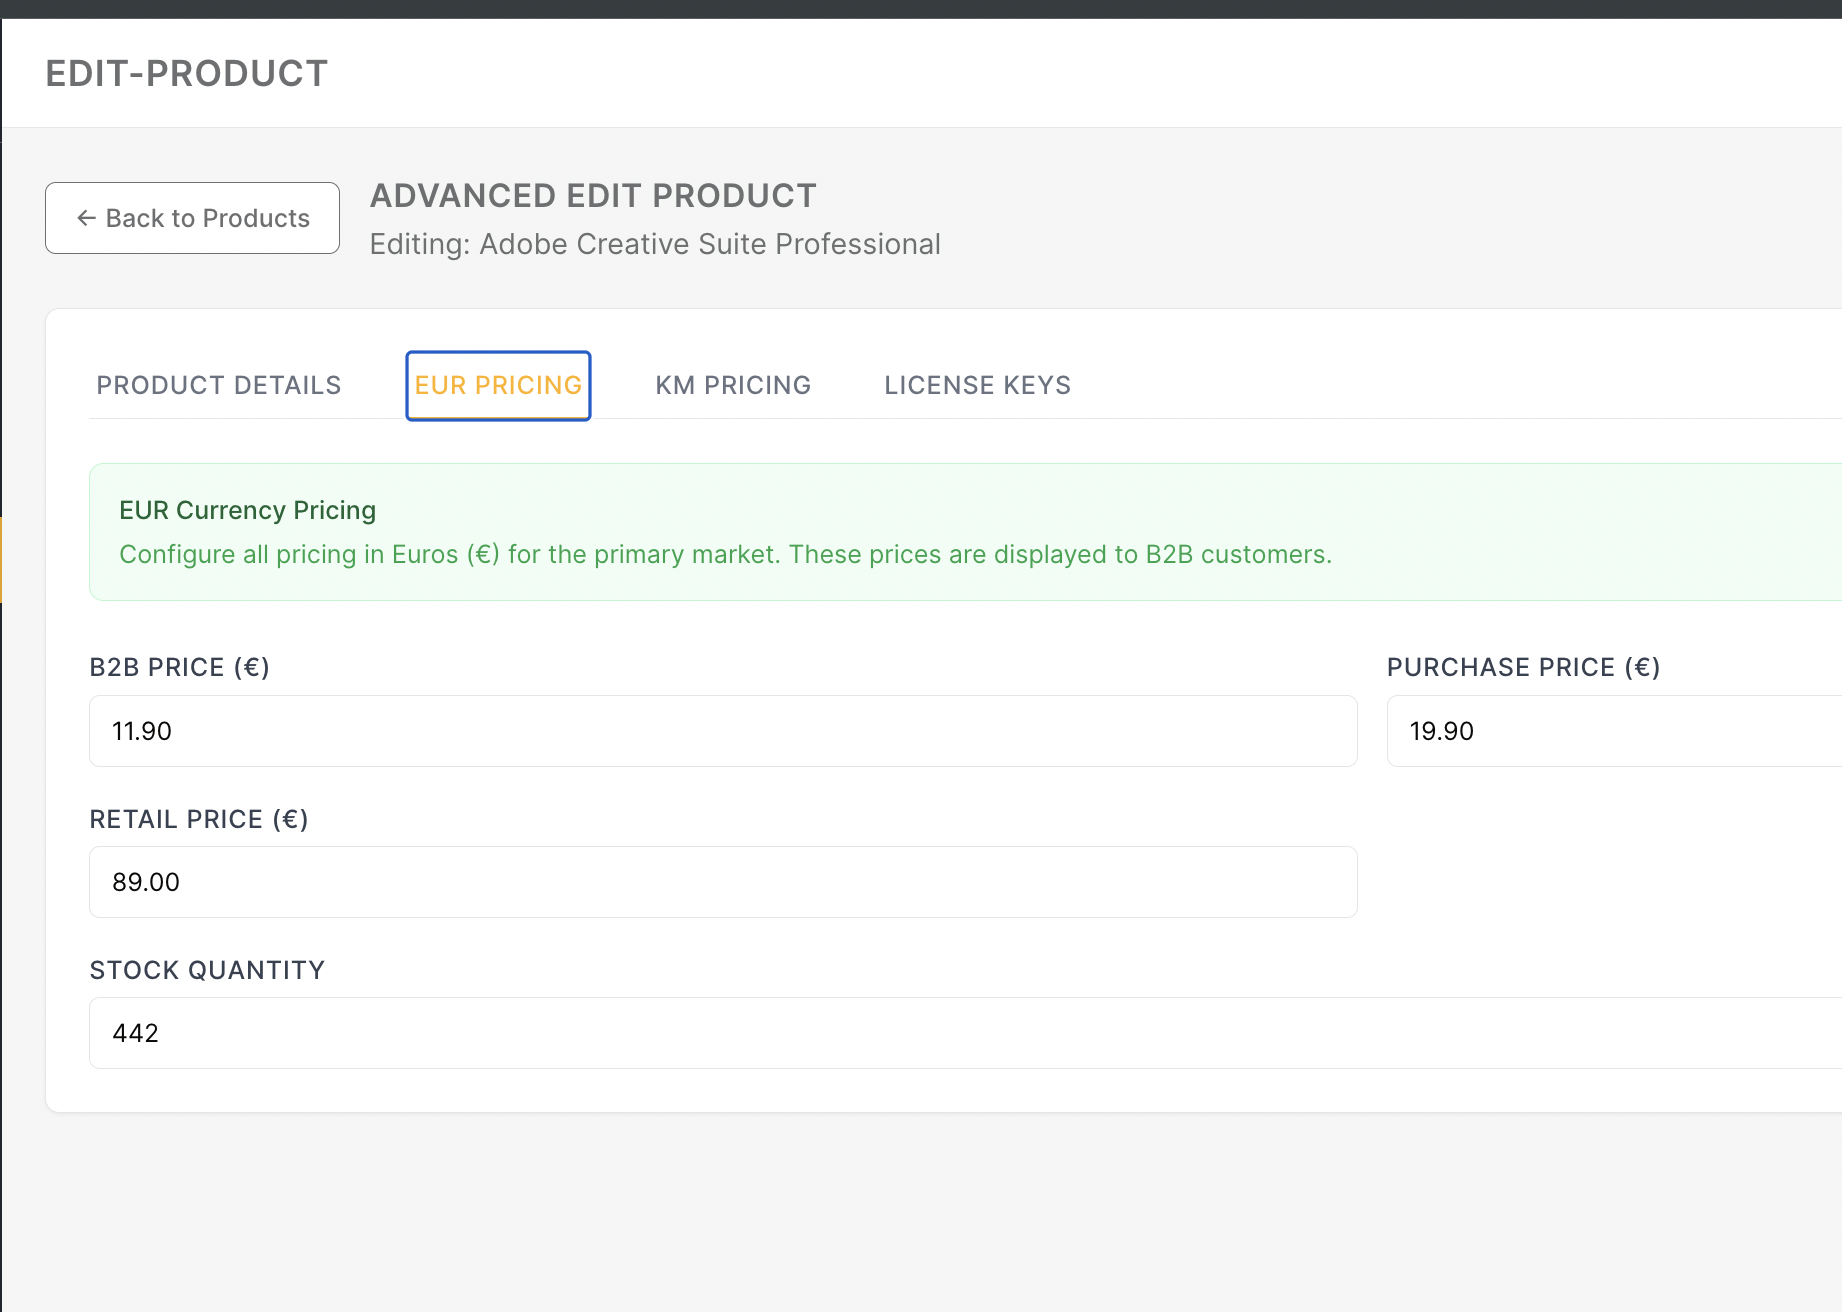 EDIT-PRODUCT
← Back to Products
ADVANCED EDIT PRODUCT
Editing: Adobe Creative Suite Professional
PRODUCT DETAILS EUR PRICING KM PRICING LICENSE KEYS
EUR Currency Pricing
Configure all pricing in Euros (€) for the primary market. These prices are displayed to B2B customers.
B2B PRICE (€) PURCHASE PRICE (€)
11.90 19.90
RETAIL PRICE (€)
89.00
STOCK QUANTITY
442